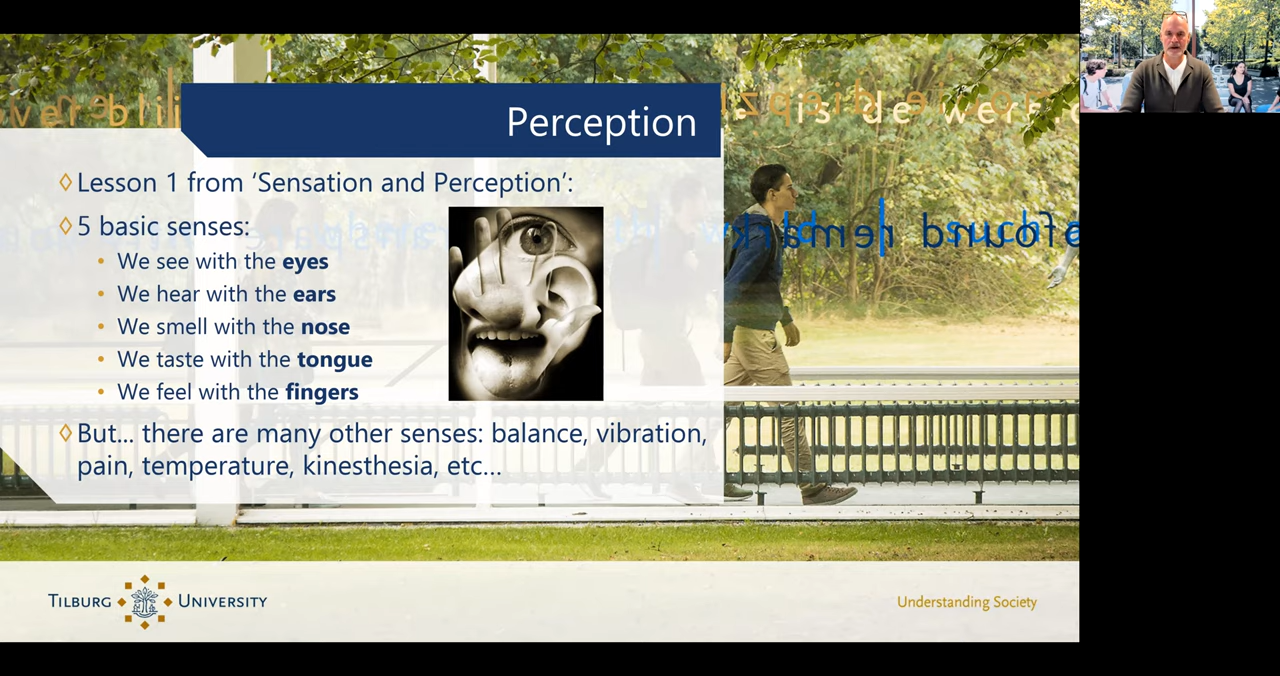 Perception
◊ Lesson 1 from ‘Sensation and Perception’:
◊ 5 basic senses:
• We see with the eyes
• We hear with the ears
• We smell with the nose
• We taste with the tongue
• We feel with the fingers
◊ But... there are many other senses: balance, vibration,
pain, temperature, kinesthesia, etc...
is de
TILBURG UNIVERSITY
Understanding Society